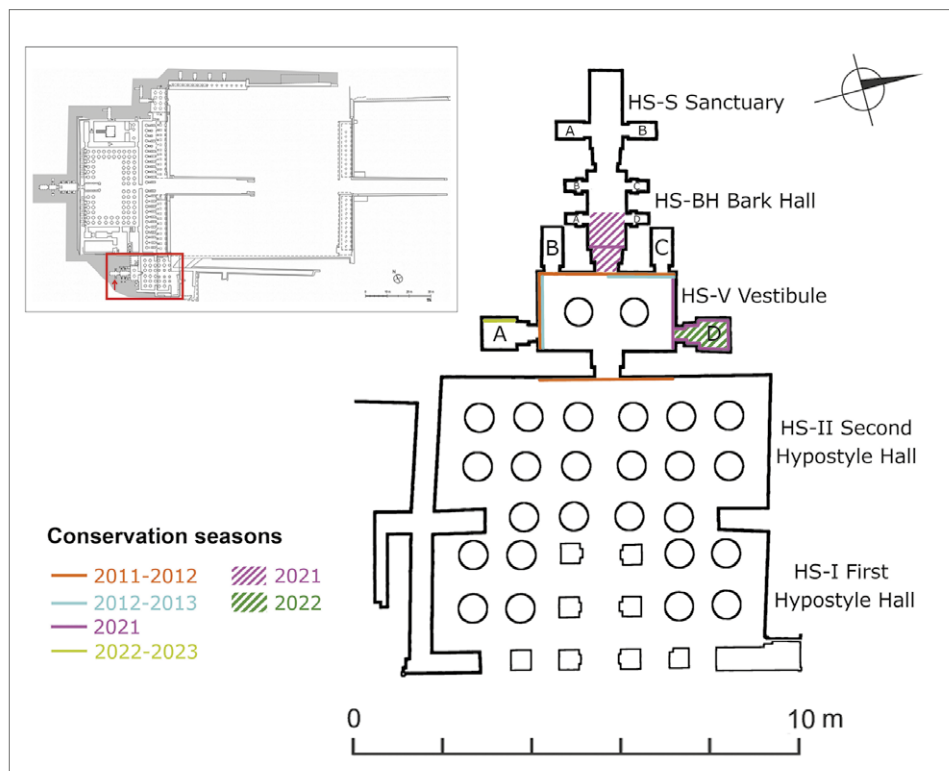 HS-S Sanctuary
A
B
B
C
HS-BH Bark Hall
A
D
B
C
HS-V Vestibule
A
D
HS-II Second
Hypostyle Hall
HS-I First
Hypostyle Hall
Conservation seasons
2011-2012
2012-2013
2021
2022-2023
2021
2022
0
10 m
N